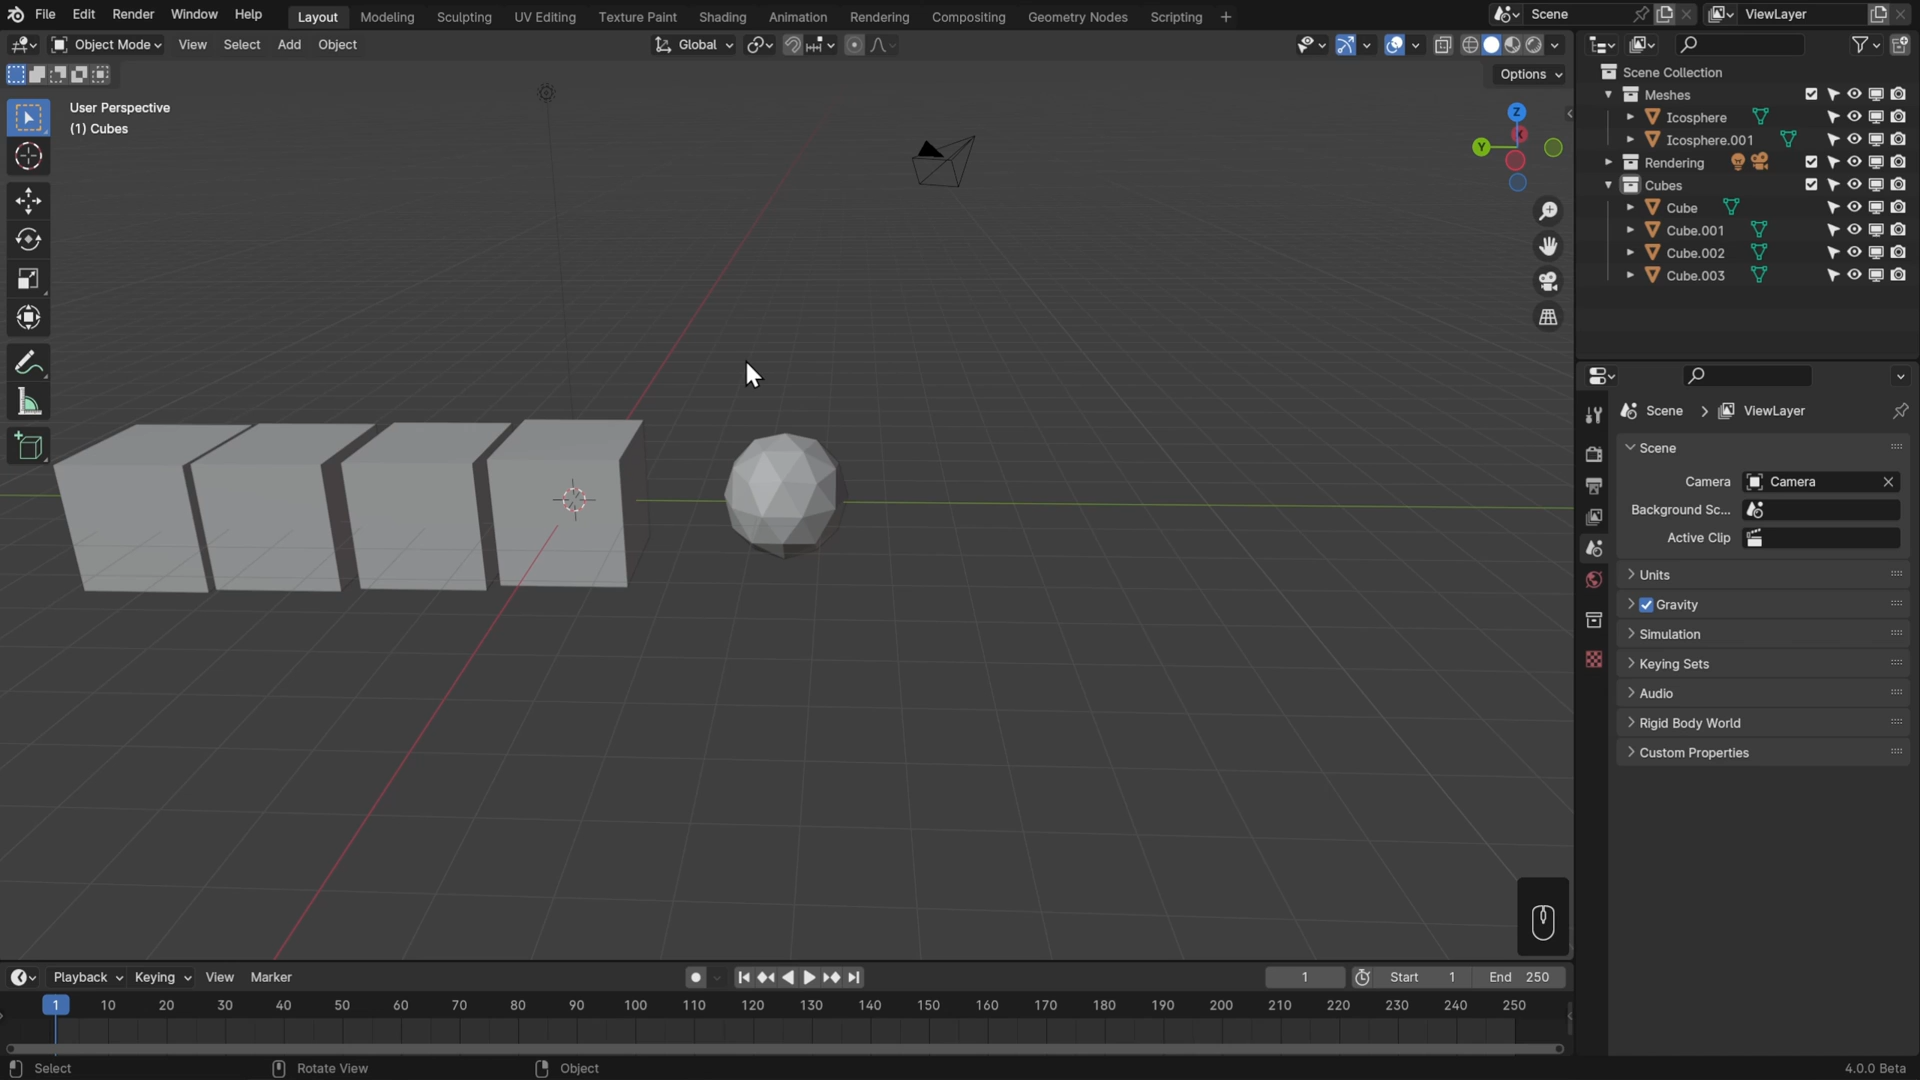 File Edit Render Window Help Layout Modeling Sculpting UV Editing Texture Paint Shading Animation Rendering Compositing Geometry Nodes Scripting + Scene ViewLayer
Object Mode View Select Add Object Global
Options
User Perspective
(1) Cubes
Z
X
Y
Scene Collection
Meshes
Icosphere
Icosphere.001
Rendering
Cubes
Cube
Cube.001
Cube.002
Cube.003
Scene > ViewLayer
Scene
Camera Camera
Background Sc...
Active Clip
Units
Gravity
Simulation
Keying Sets
Audio
Rigid Body World
Custom Properties
Playback Keying View Marker 1 Start 1 End 250
1 10 20 30 40 50 60 70 80 90 100 110 120 130 140 150 160 170 180 190 200 210 220 230 240 250
Select Rotate View Object 4.0.0 Beta